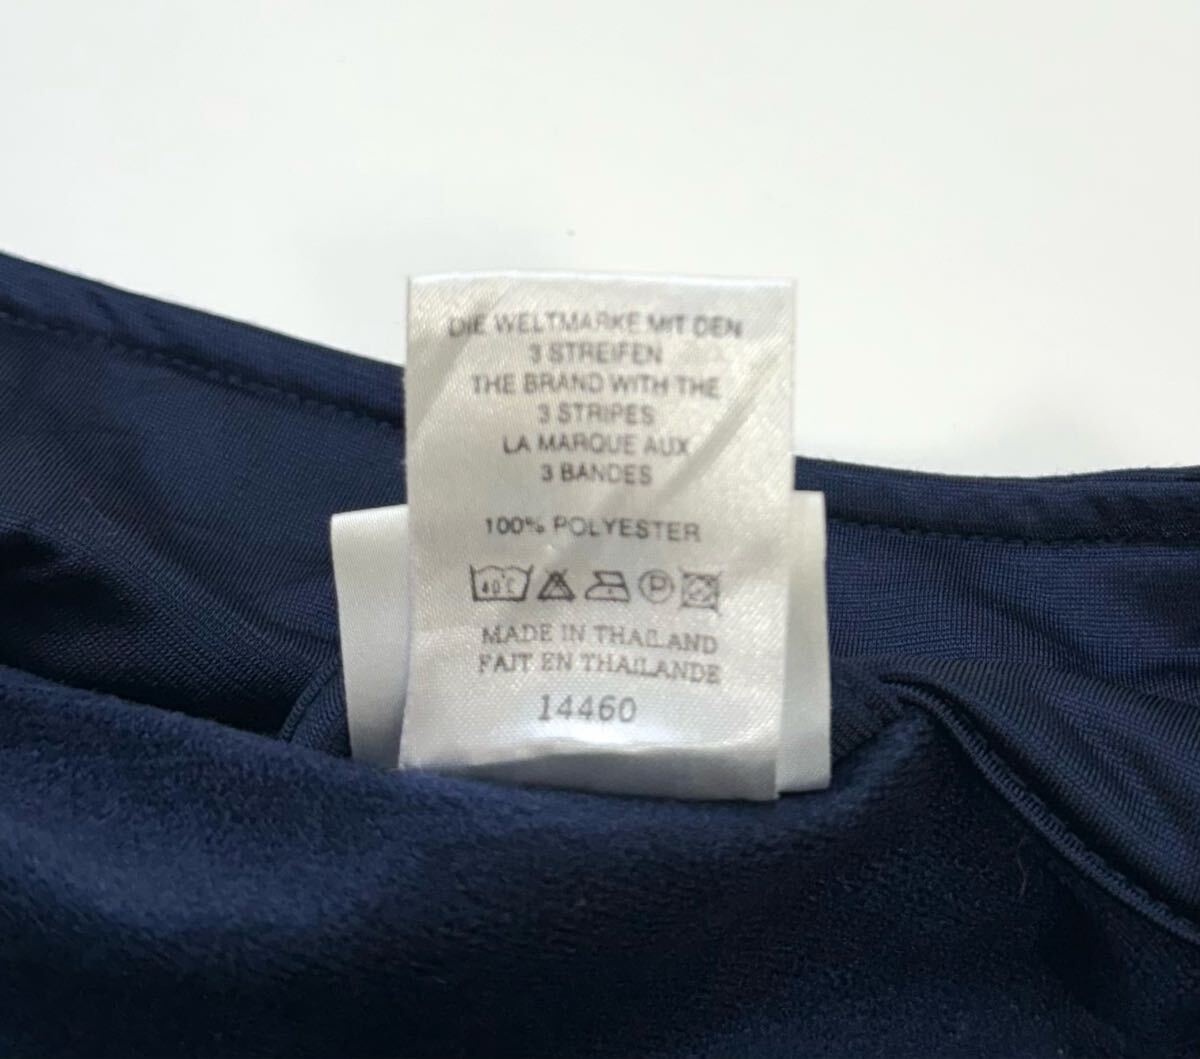 DIE WELTMARKE MIT DEN
3 STREIFEN
THE BRAND WITH THE
3 STRIPES
LA MARQUE AUX
3 BANDES
100% POLYESTER
40°C P
MADE IN THAILAND
FAIT EN THAILANDE
14460